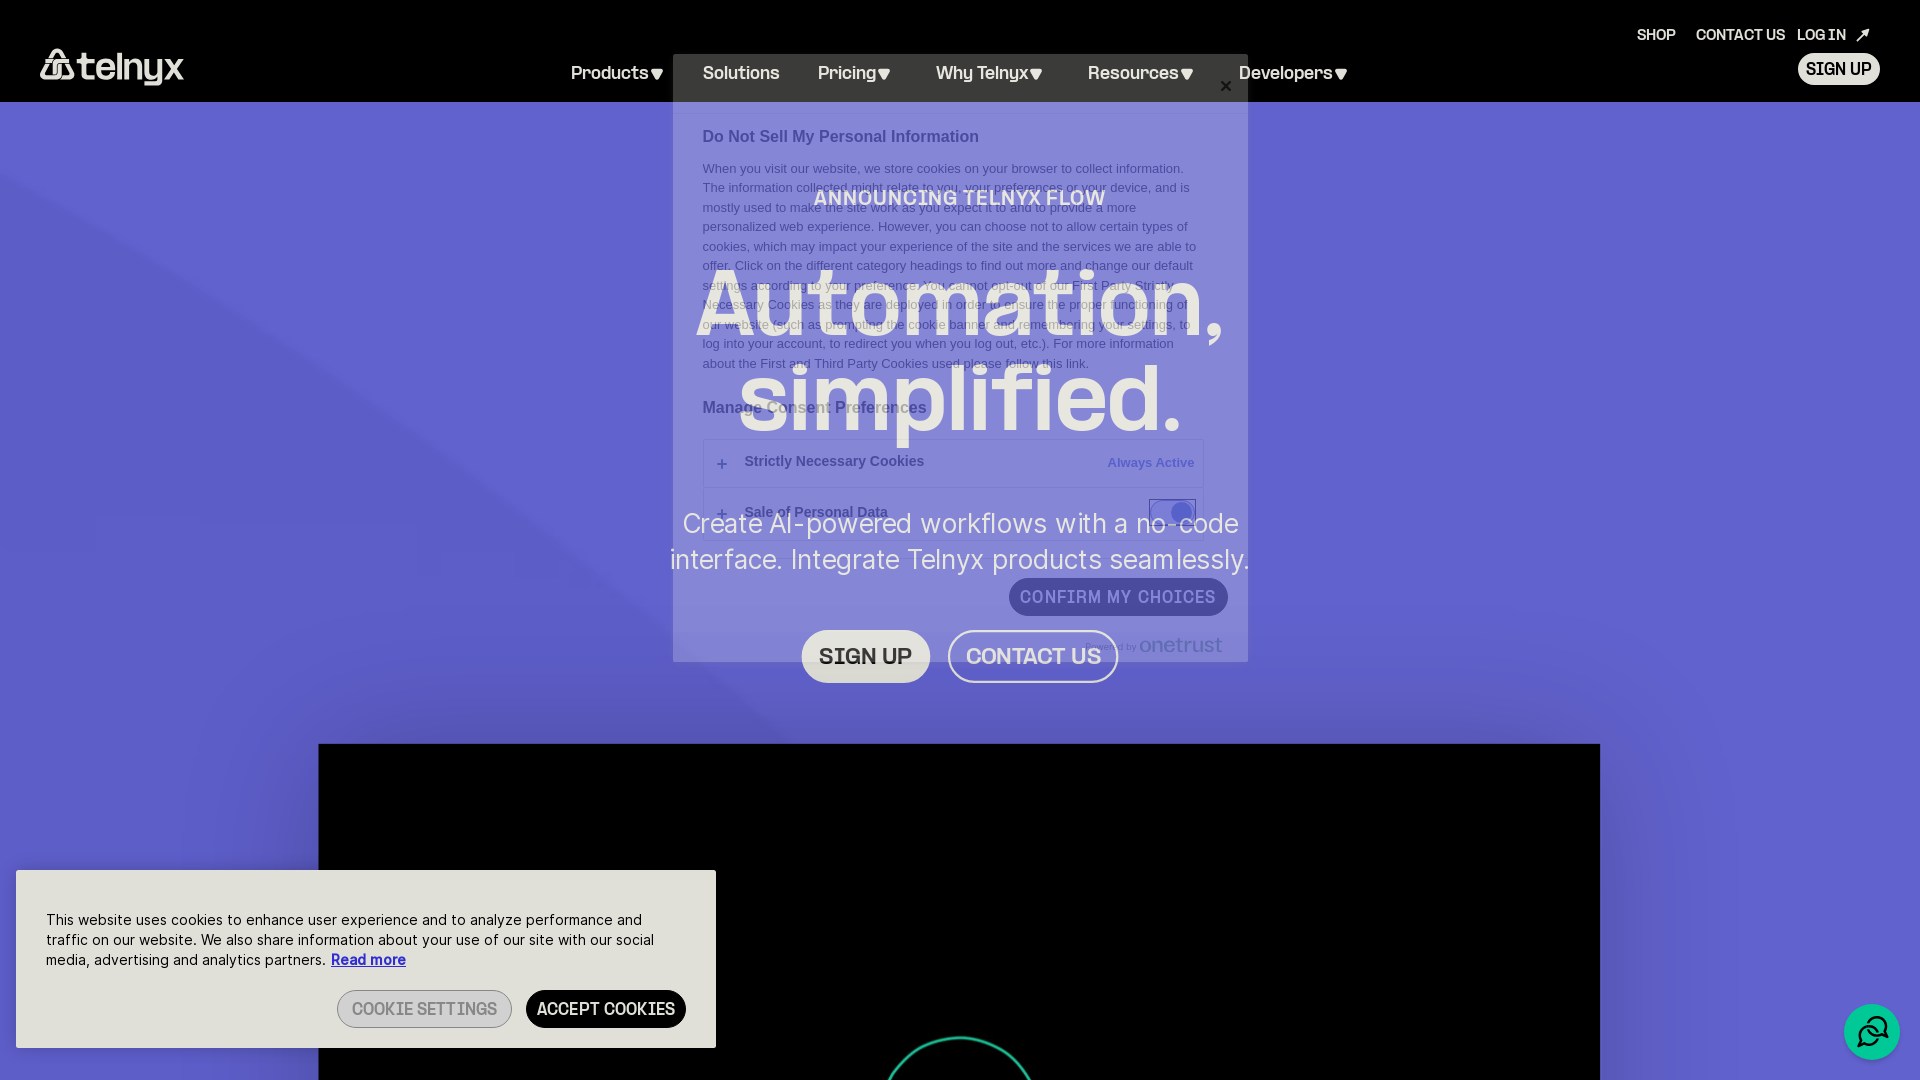 SHOP CONTACT US LOG IN
telnyx
Products Solutions Pricing Why Telnyx Resources Developers
SIGN UP
Do Not Sell My Personal Information
When you visit our website, we store cookies on your browser to collect information.
The information collected might relate to you, your preferences or your device, and is
mostly used to make the site work as you expect it to and to provide a more
personalized web experience. However, you can choose not to allow certain types of
cookies, which may impact your experience of the site and the services we are able to
offer. Click on the different category headings to find out more and change our default
settings according to your preference. You cannot opt-out of our First Party Strictly
Necessary Cookies as they are deployed in order to ensure the proper functioning of
our website (such as prompting the cookie banner and remembering your settings, to
log into your account, to redirect you when you log out, etc.). For more information
about the First and Third Party Cookies used please follow this link.
Manage Consent Preferences
Strictly Necessary Cookies Always Active
Sale of Personal Data
CONFIRM MY CHOICES
Powered by onetrust
ANNOUNCING TELNYX FLOW
Automation,
simplified.
Create AI-powered workflows with a no-code
interface. Integrate Telnyx products seamlessly.
SIGN UP CONTACT US
This website uses cookies to enhance user experience and to analyze performance and
traffic on our website. We also share information about your use of our site with our social
media, advertising and analytics partners. Read more
COOKIE SETTINGS ACCEPT COOKIES